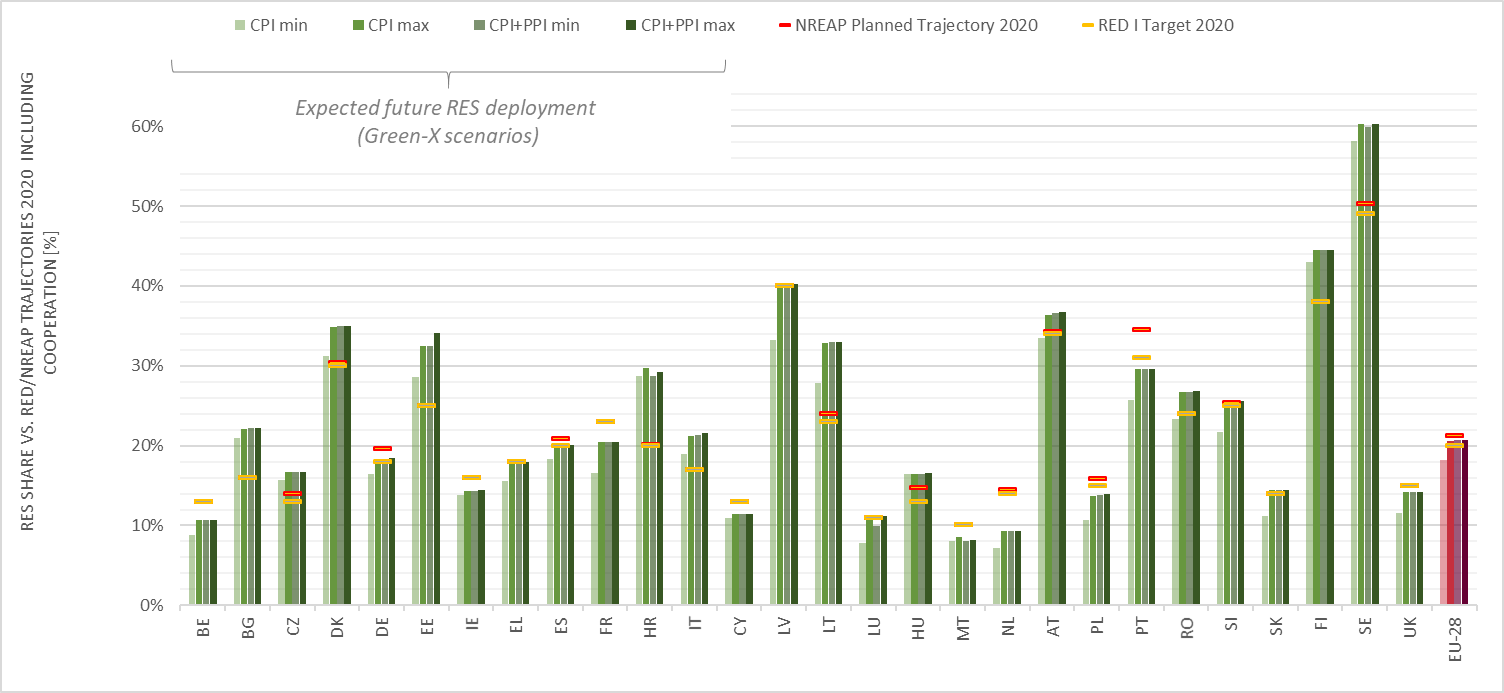 CPI min CPI max CPI+PPI min CPI+PPI max NREAP Planned Trajectory 2020 RED I Target 2020
Expected future RES deployment
(Green-X scenarios)
RES SHARE VS. RED/NREAP TRAJECTORIES 2020 INCLUDING
COOPERATION [%]
60%
50%
40%
30%
20%
10%
0%
BE BG CZ DK DE EE IE EL ES FR HR IT CY LV LT LU HU MT NL AT PL PT RO SI SK FI SE UK EU-28